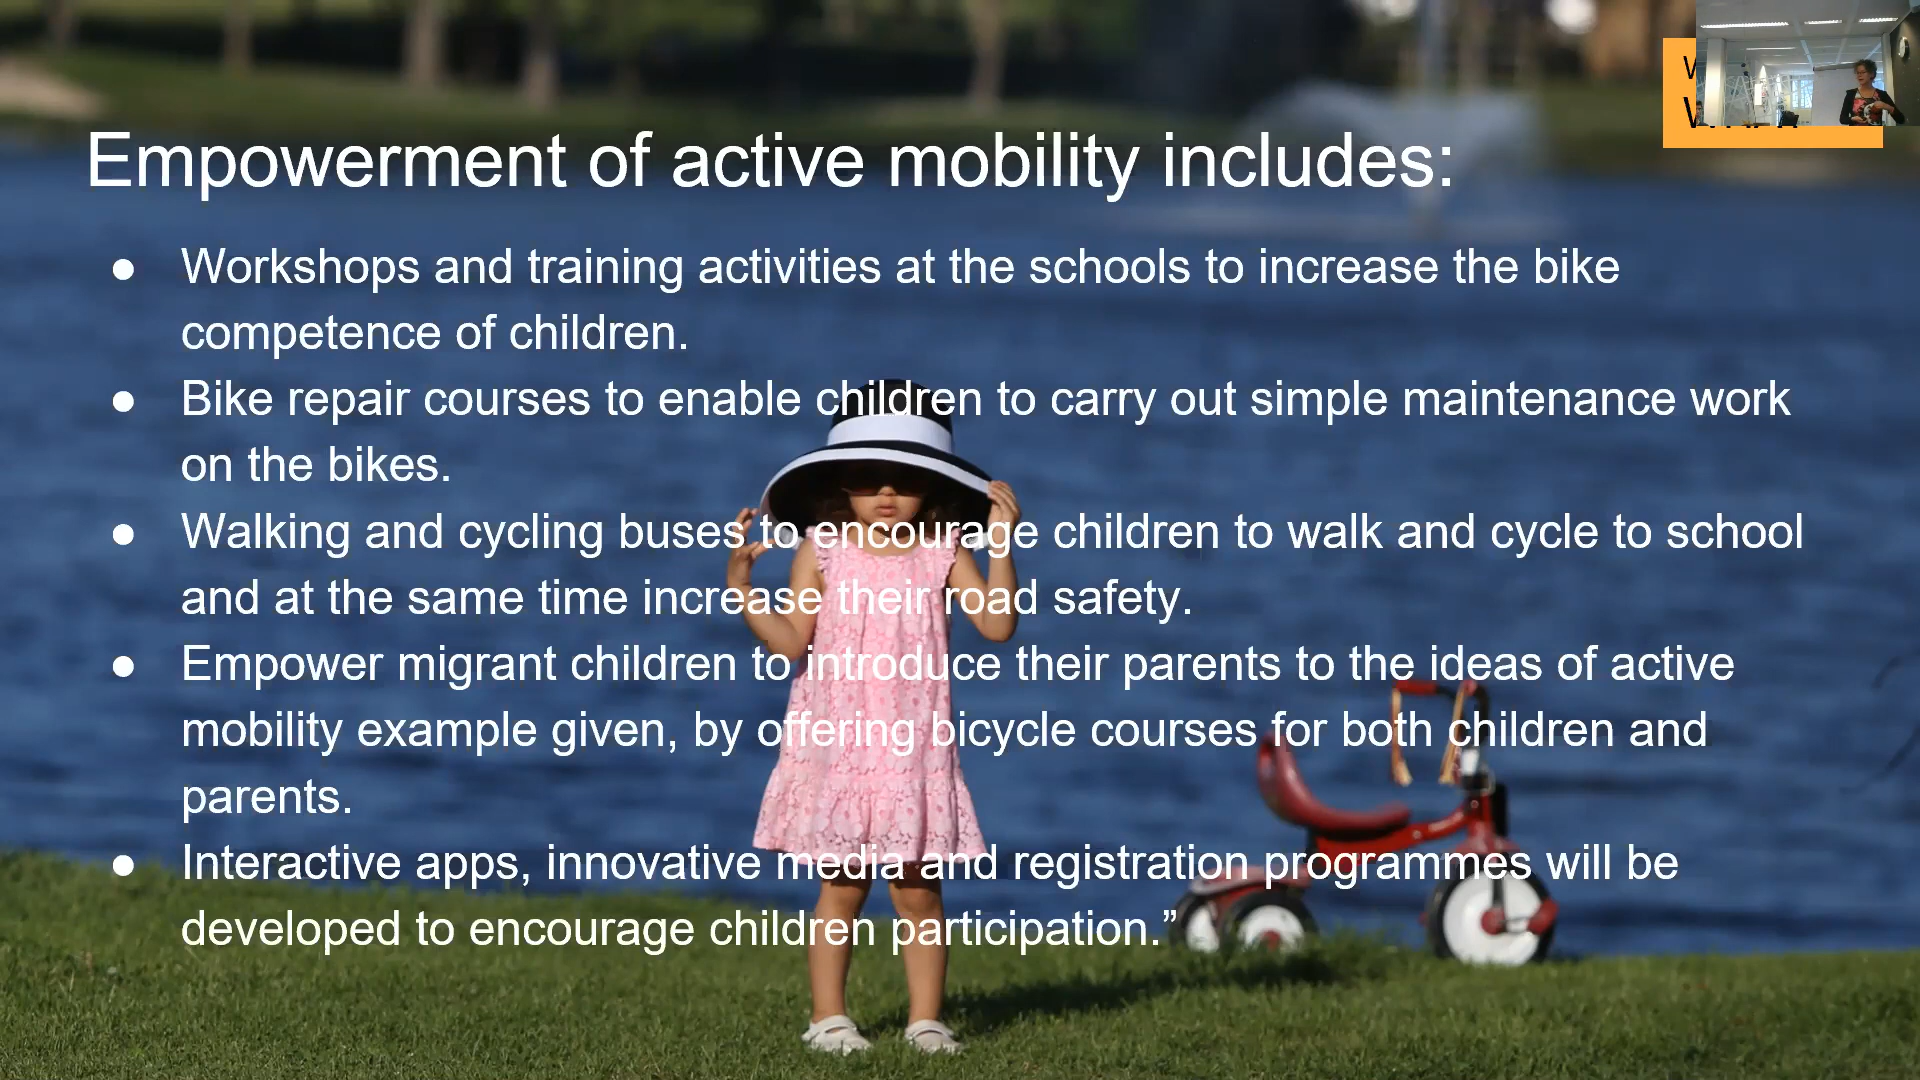 Empowerment of active mobility includes:
● Workshops and training activities at the schools to increase the bike
competence of children.
● Bike repair courses to enable children to carry out simple maintenance work
on the bikes.
● Walking and cycling buses to encourage children to walk and cycle to school
and at the same time increase their road safety.
● Empower migrant children to introduce their parents to the ideas of active
mobility example given, by offering bicycle courses for both children and
parents.
● Interactive apps, innovative media and registration programmes will be
developed to encourage children participation.”